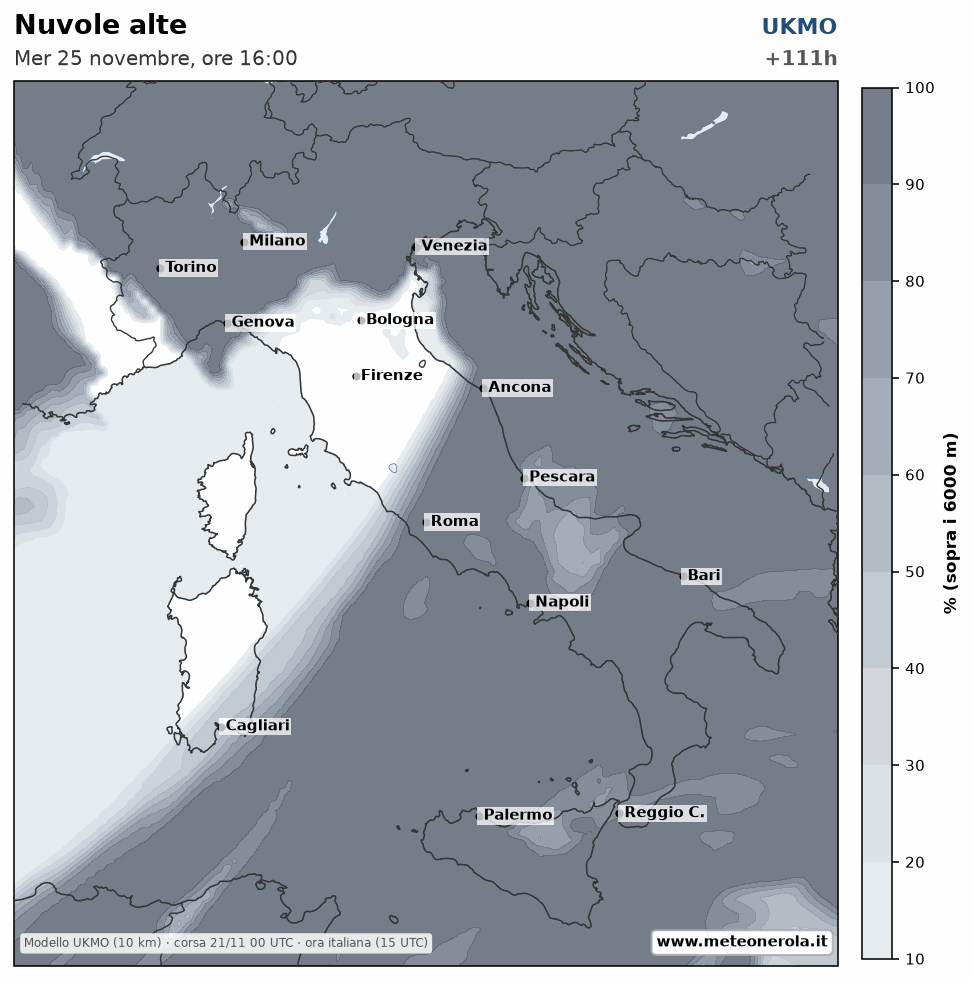 Nuvole alte
UKMO
Mer 25 novembre, ore 16:00
+111h
Milano
Venezia
Torino
Genova
Bologna
Firenze
Ancona
Pescara
Roma
Bari
Napoli
Cagliari
Palermo
Reggio C.
Modello UKMO (10 km) · corsa 21/11 00 UTC · ora italiana (15 UTC)
www.meteonerola.it
100
90
80
70
60
50
40
30
20
10
% (sopra i 6000 m)